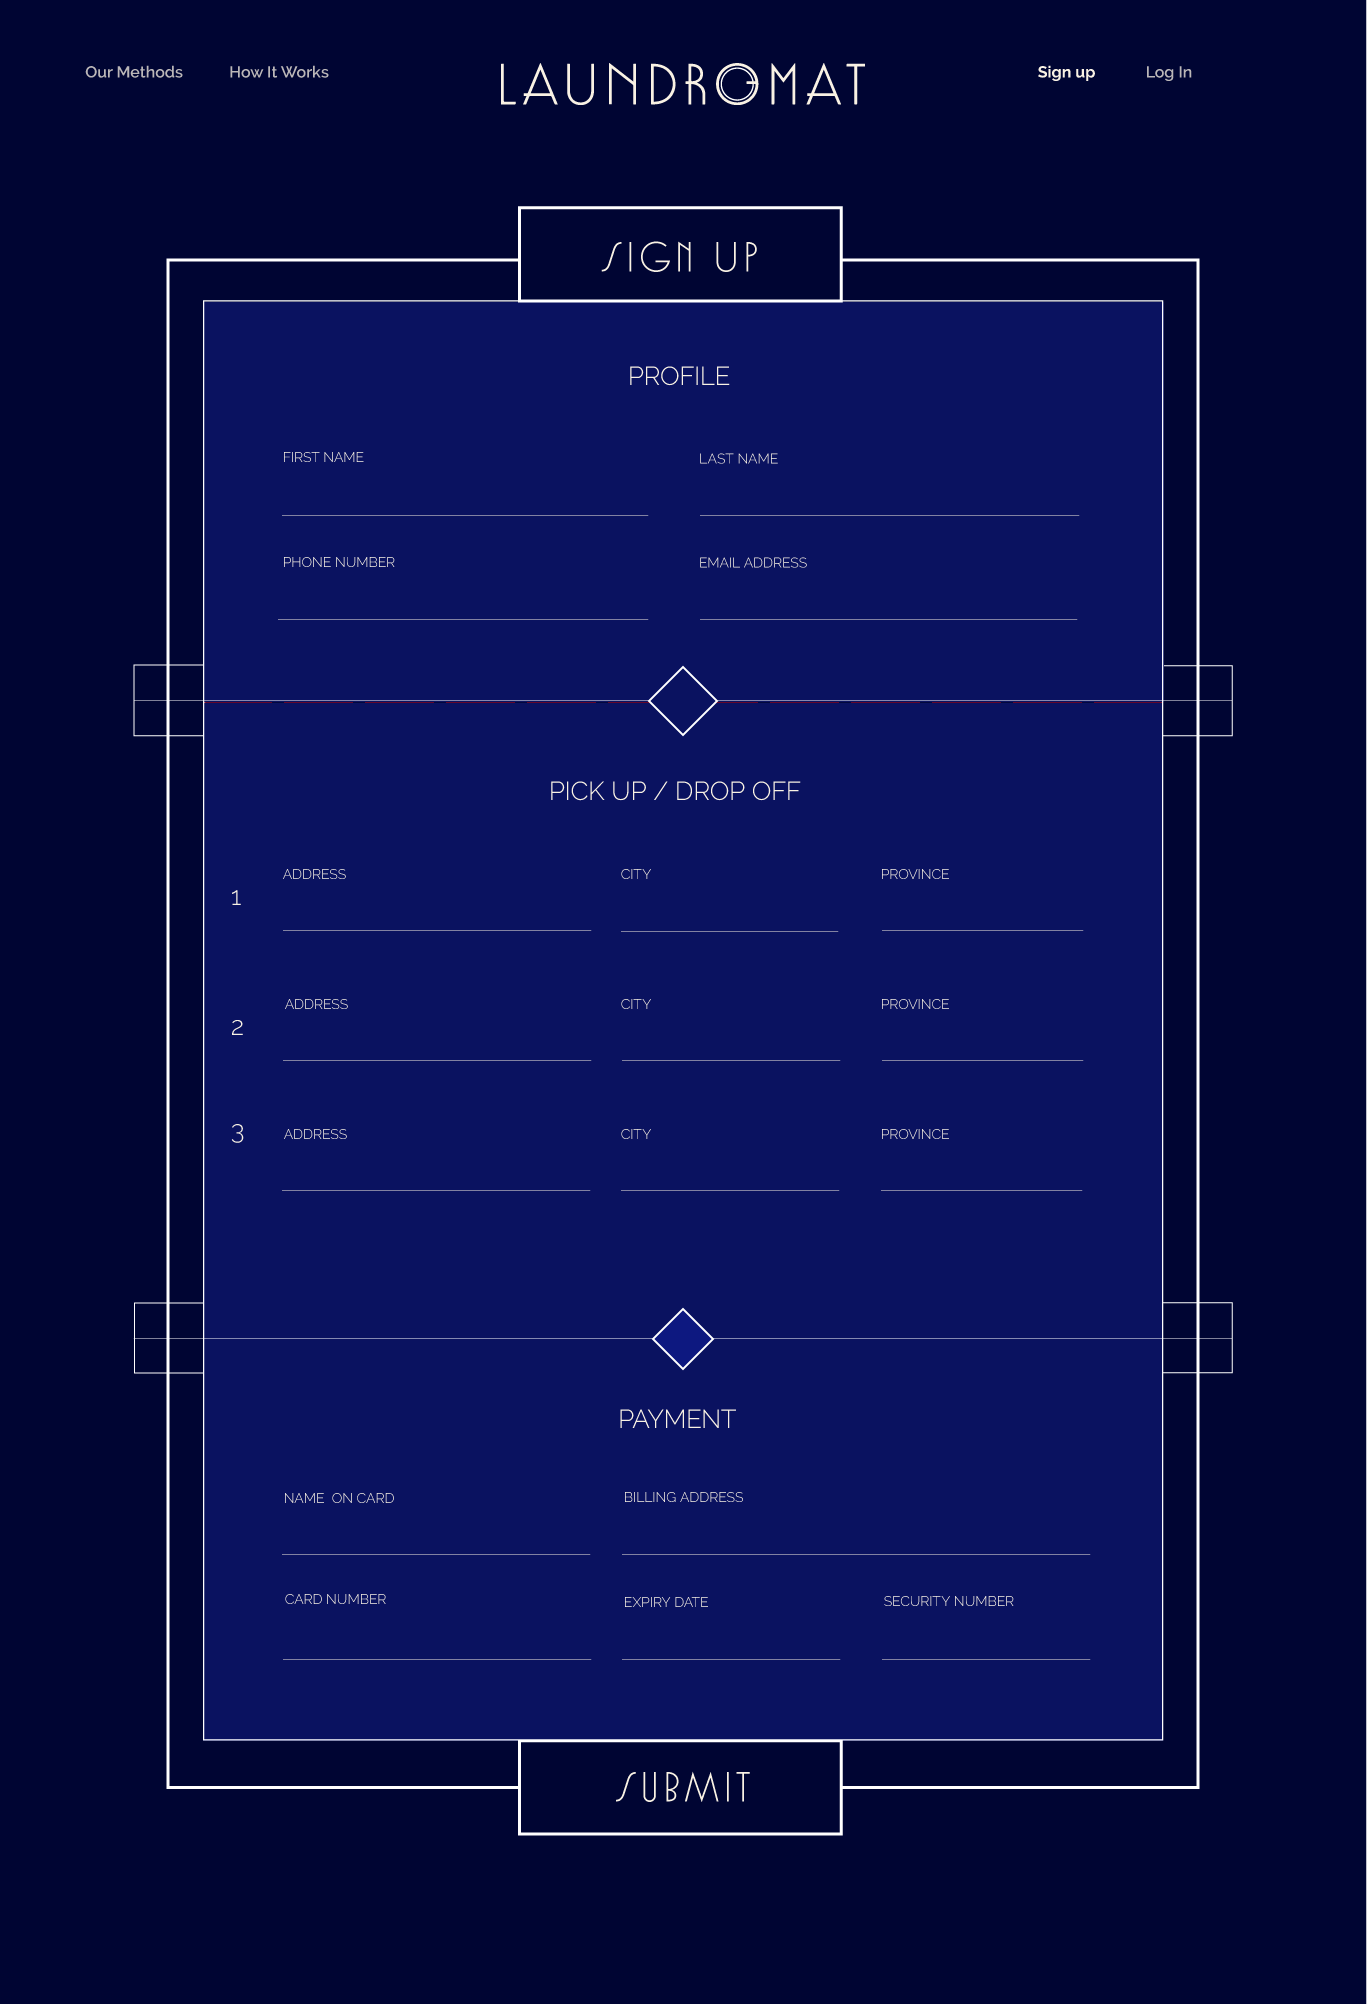 Our Methods How It Works LAUNDROMAT Sign up Log In
SIGN UP
PROFILE
FIRST NAME LAST NAME
PHONE NUMBER EMAIL ADDRESS
PICK UP / DROP OFF
1 ADDRESS CITY PROVINCE
2 ADDRESS CITY PROVINCE
3 ADDRESS CITY PROVINCE
PAYMENT
NAME ON CARD BILLING ADDRESS
CARD NUMBER EXPIRY DATE SECURITY NUMBER
SUBMIT